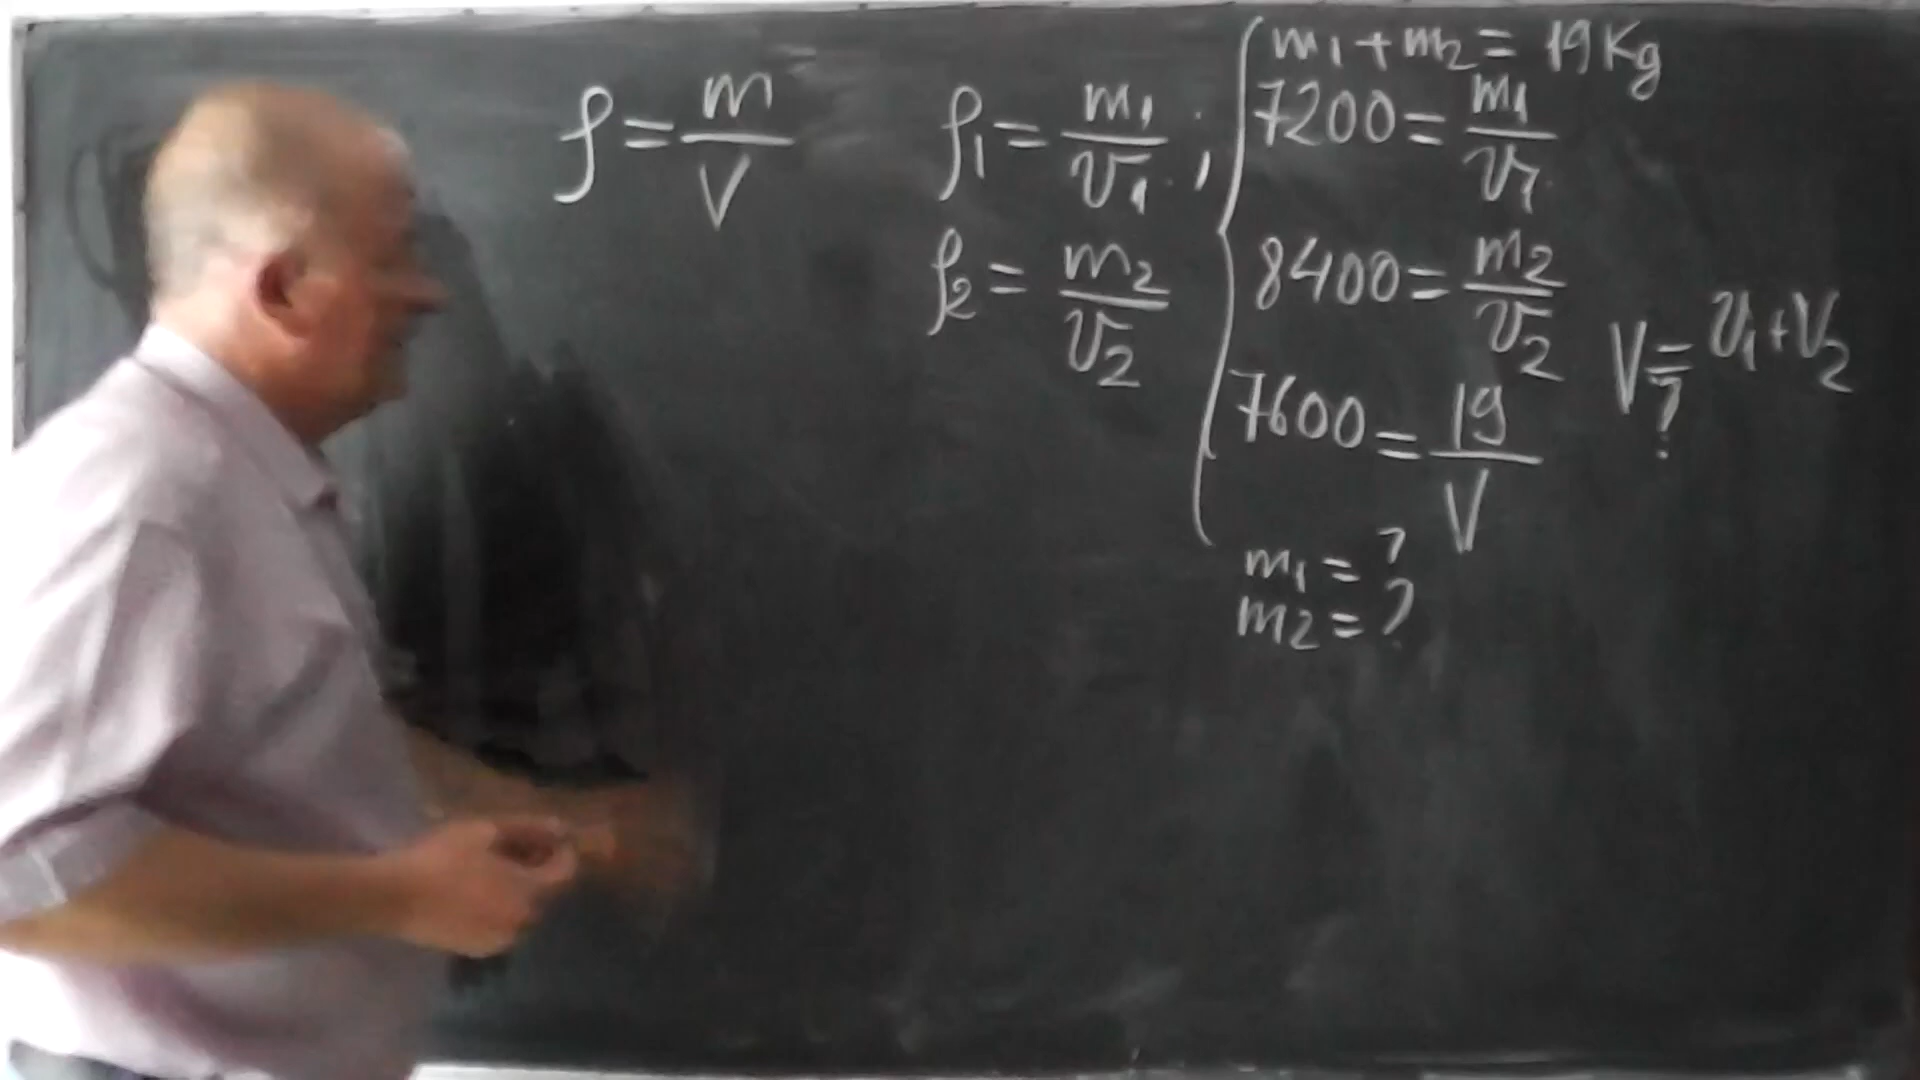 ρ = m/V
ρ1 = m1/v1 ;
ρ2 = m2/v2
m1 + m2 = 19 Kg
7200 = m1/v1
8400 = m2/v2
7600 = 19/V
V = v1 + v2
?
m1 = ?
m2 = ?